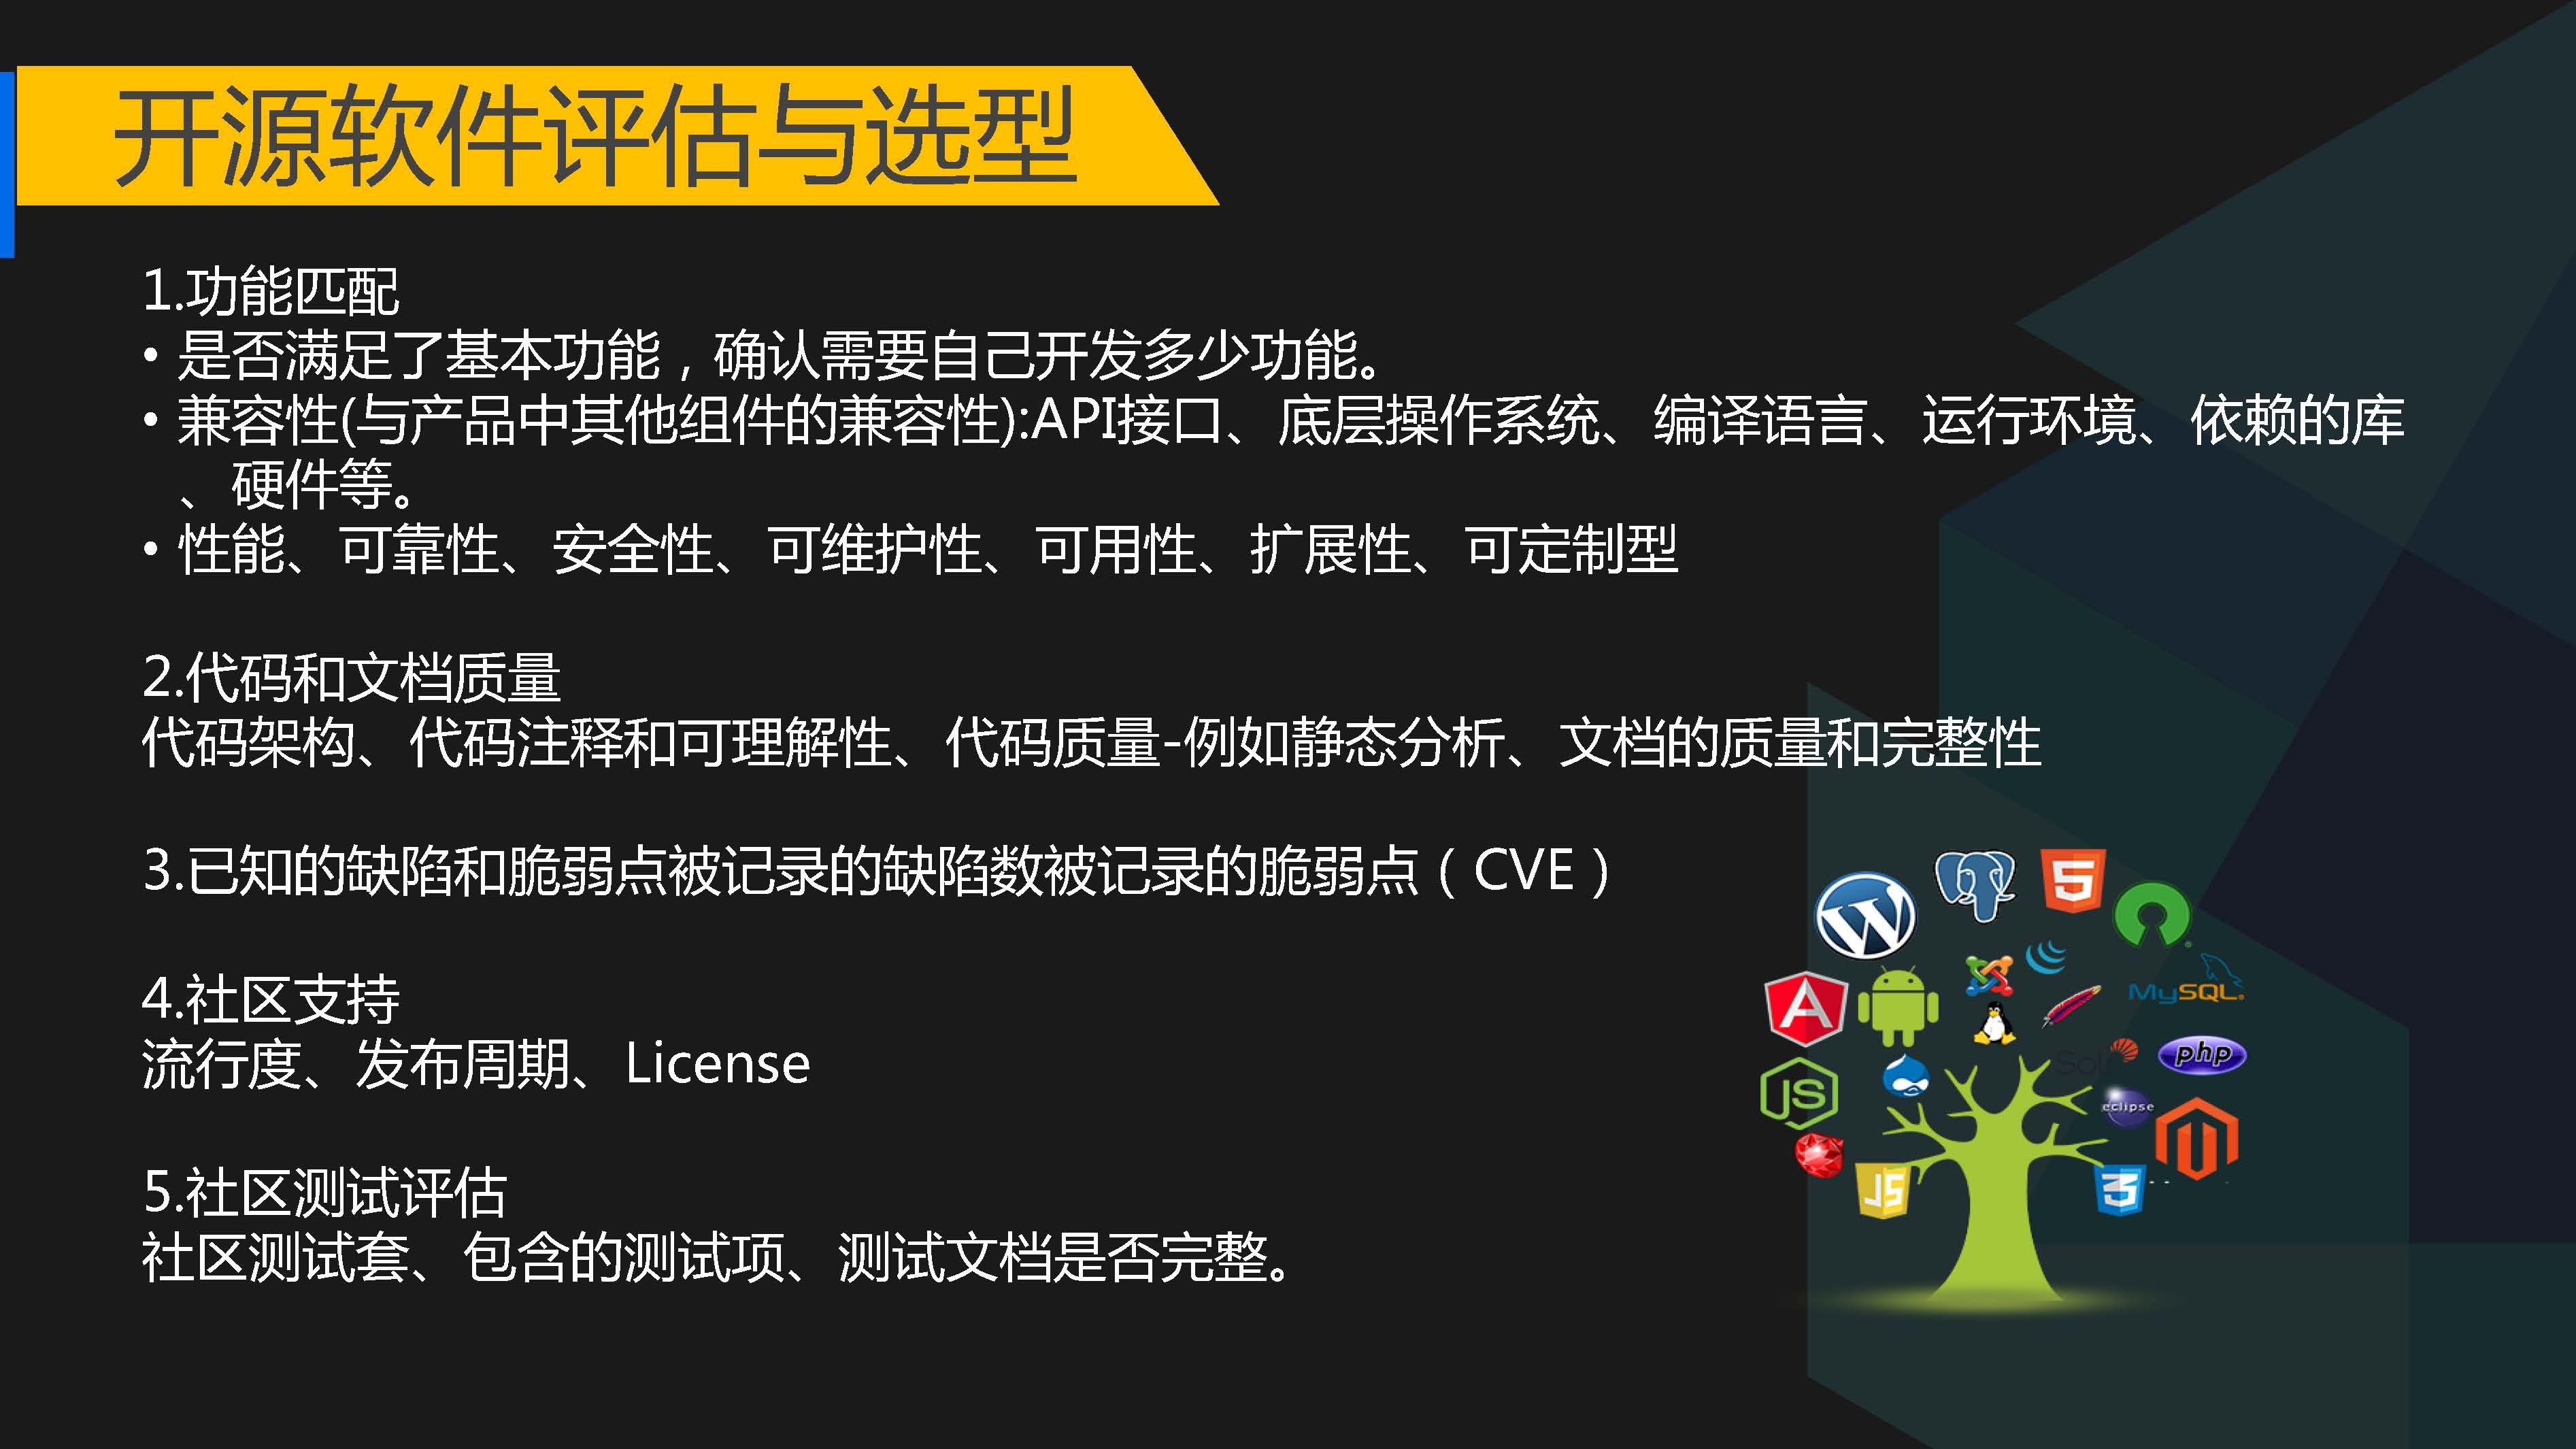 开源软件评估与选型
1.功能匹配
• 是否满足了基本功能，确认需要自己开发多少功能。
• 兼容性(与产品中其他组件的兼容性):API接口、底层操作系统、编译语言、运行环境、依赖的库
、硬件等。
• 性能、可靠性、安全性、可维护性、可用性、扩展性、可定制型
2.代码和文档质量
代码架构、代码注释和可理解性、代码质量-例如静态分析、文档的质量和完整性
3.已知的缺陷和脆弱点被记录的缺陷数被记录的脆弱点（CVE）
4.社区支持
流行度、发布周期、License
5.社区测试评估
社区测试套、包含的测试项、测试文档是否完整。
W
5
MySQL
A
php
Solr
JS
eclipse
JS
3